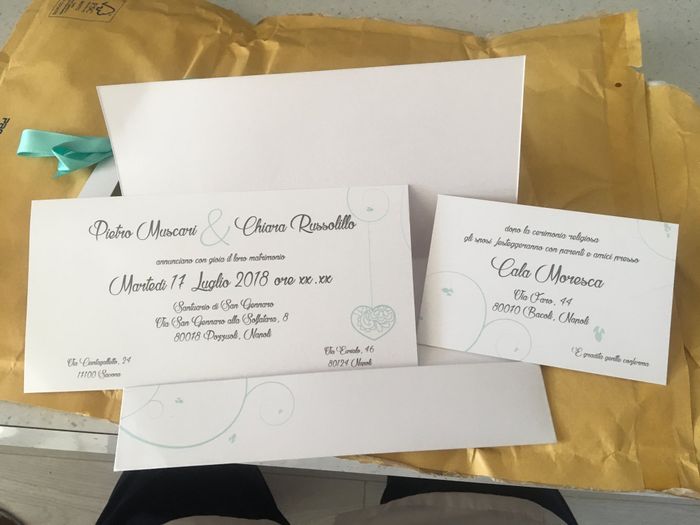 Pietro Muscari & Chiara Russolillo
annunciano con gioia il loro matrimonio
Martedì 17 Luglio 2018 ore xx.xx
Santuario di San Gennaro
Via San Gennaro alla Solfatara, 8
80078 Pozzuoli, Napoli
Via Cantagalletto, 24
17100 Savona
Via Eurialo, 46
80124 Napoli
dopo la cerimonia religiosa
gli sposi festeggeranno con parenti e amici presso
Cala Moresca
Via Faro, 44
80070 Bacoli, Napoli
E' gradita gentile conferma